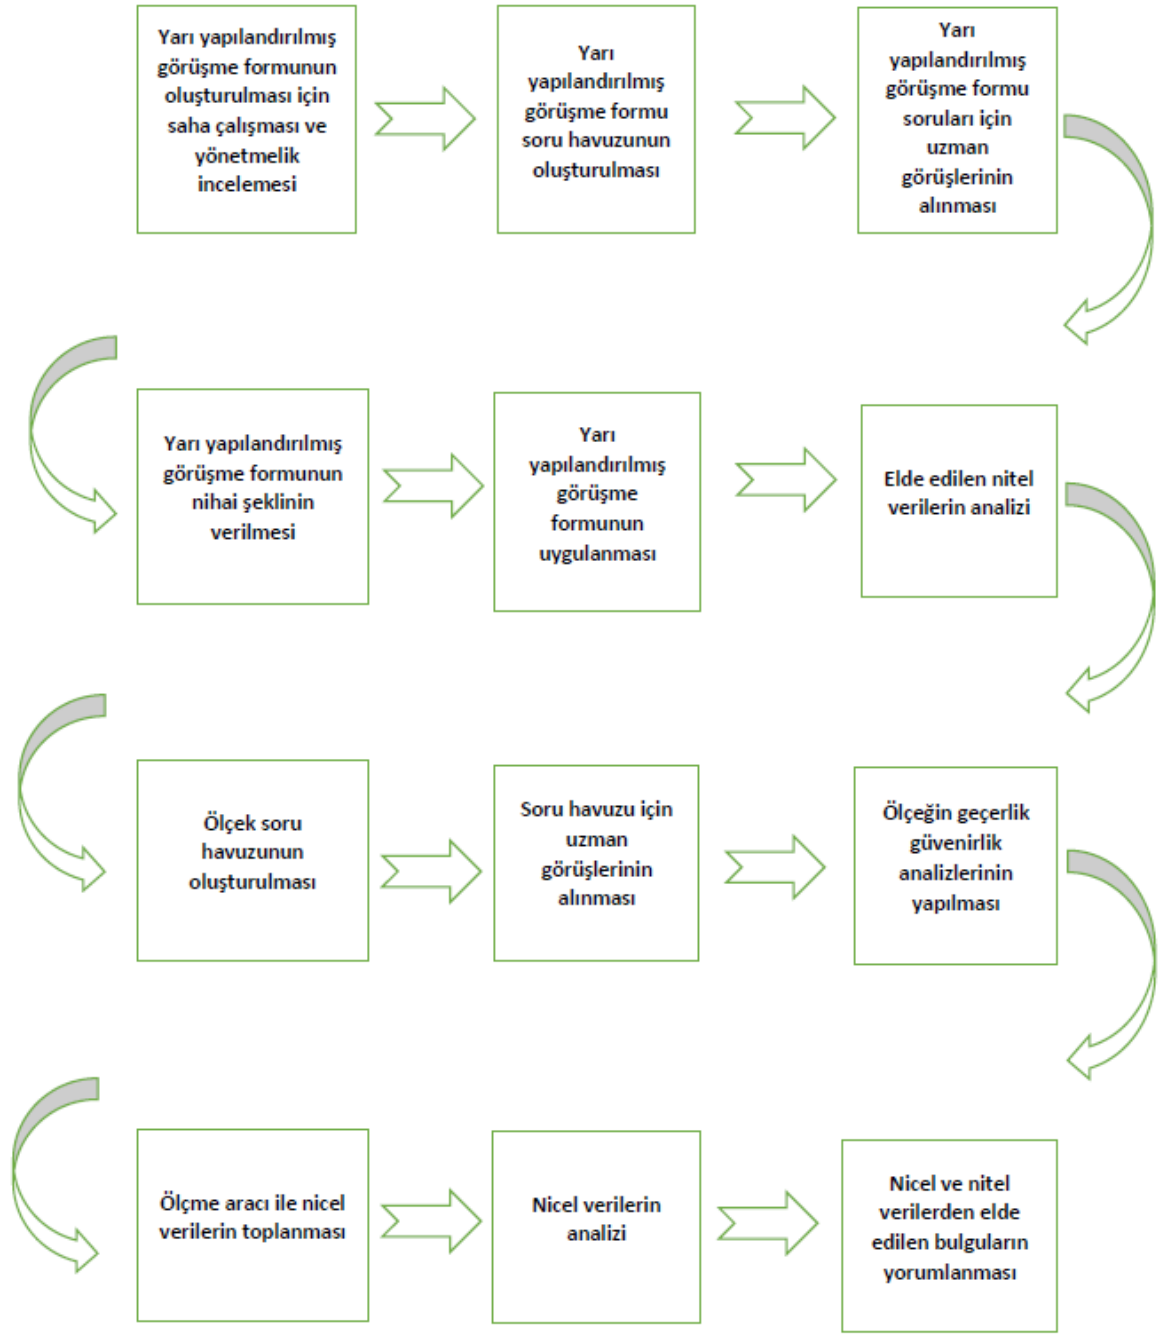 Yarı yapılandırılmış
görüşme formunun
oluşturulması için
saha çalışması ve
yönetmelik
incelemesi
Yarı
yapılandırılmış
görüşme formu
soru havuzunun
oluşturulması
Yarı
yapılandırılmış
görüşme formu
soruları için
uzman
görüşlerinin
alınması
Yarı yapılandırılmış
görüşme formunun
nihai şeklinin
verilmesi
Yarı
yapılandırılmış
görüşme
formunun
uygulanması
Elde edilen nitel
verilerin analizi
Ölçek soru
havuzunun
oluşturulması
Soru havuzu için
uzman
görüşlerinin
alınması
Ölçeğin geçerlik
güvenirlik
analizlerinin
yapılması
Ölçme aracı ile nicel
verilerin toplanması
Nicel verilerin
analizi
Nicel ve nitel
verilerden elde
edilen bulguların
yorumlanması